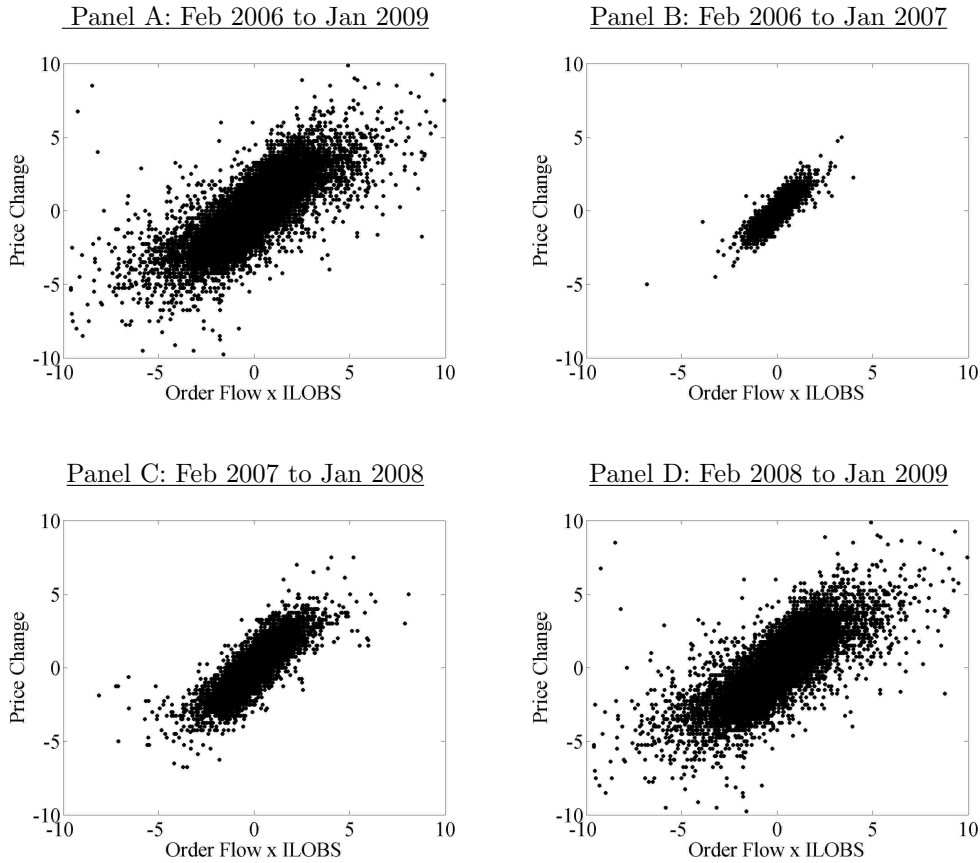 Panel A: Feb 2006 to Jan 2009
10
5
0
-5
-10
Price Change
-10 -5 0 5 10
Order Flow x ILOBS
Panel B: Feb 2006 to Jan 2007
10
5
0
-5
-10
Price Change
-10 -5 0 5 10
Order Flow x ILOBS
Panel C: Feb 2007 to Jan 2008
10
5
0
-5
-10
Price Change
-10 -5 0 5 10
Order Flow x ILOBS
Panel D: Feb 2008 to Jan 2009
10
5
0
-5
-10
Price Change
-10 -5 0 5 10
Order Flow x ILOBS